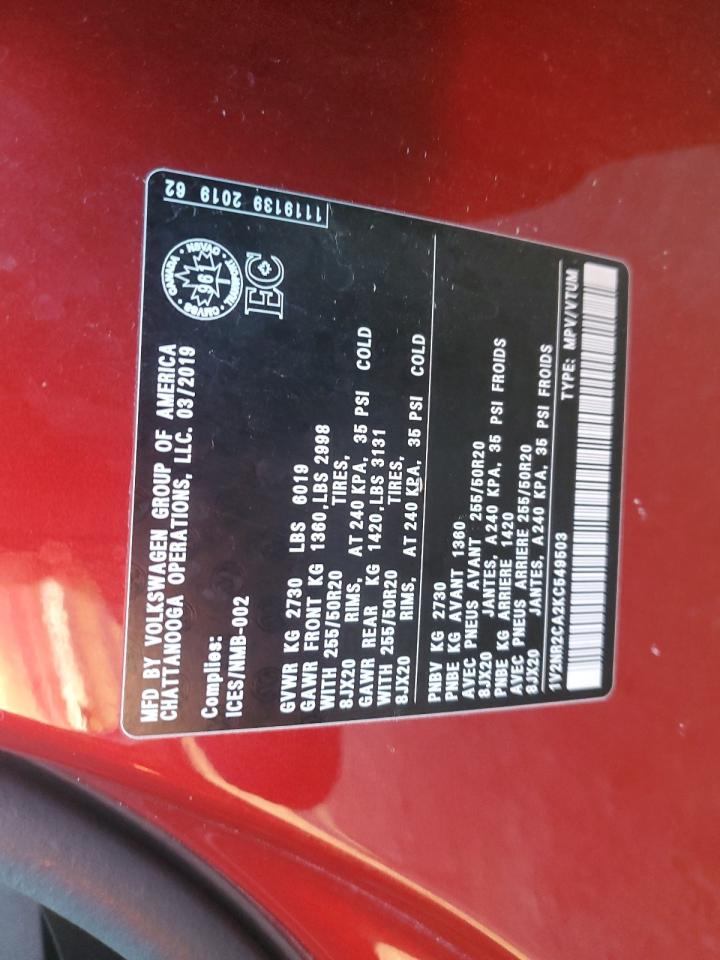 MFD BY VOLKSWAGEN GROUP OF AMERICA
CHATTANOOGA OPERATIONS, LLC. 03/2019
1119139 2019 62
CANADA
961
CMVSS
NSVAC
EC
Complies:
ICES/NMB-002
GVWR KG 2730 LBS 6019
GAWR FRONT KG 1360, LBS 2998
WITH 255/50R20 TIRES,
8JX20 RIMS, AT 240 KPA, 35 PSI COLD
GAWR REAR KG 1420, LBS 3131
WITH 255/50R20 TIRES,
8JX20 RIMS, AT 240 KPA, 35 PSI COLD
PNBV KG 2730
PNBE KG AVANT 1360
AVEC PNEUS AVANT 255/50R20
8JX20 JANTES, A240 KPA, 35 PSI FROIDS
PNBE KG ARRIERE 1420
AVEC PNEUS ARRIERE 255/50R20
8JX20 JANTES, A240 KPA, 35 PSI FROIDS
1V2NR2CA2KC549503 TYPE: MPV/VTUM